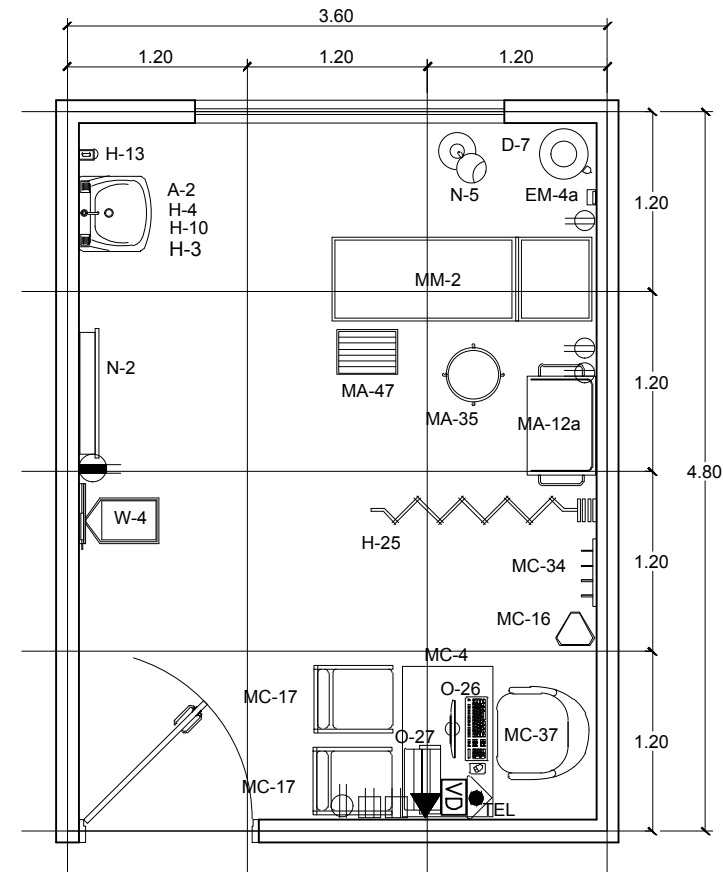 3.60
1.20
1.20
1.20
H-13
D-7
A-2
H-4
H-10
H-3
N-5
EM-4a
1.20
MM-2
N-2
MA-47
MA-35
MA-12a
1.20
4.80
W-4
H-25
MC-34
1.20
MC-16
MC-4
MC-17
O-26
O-27
MC-37
1.20
MC-17
VD
TEL